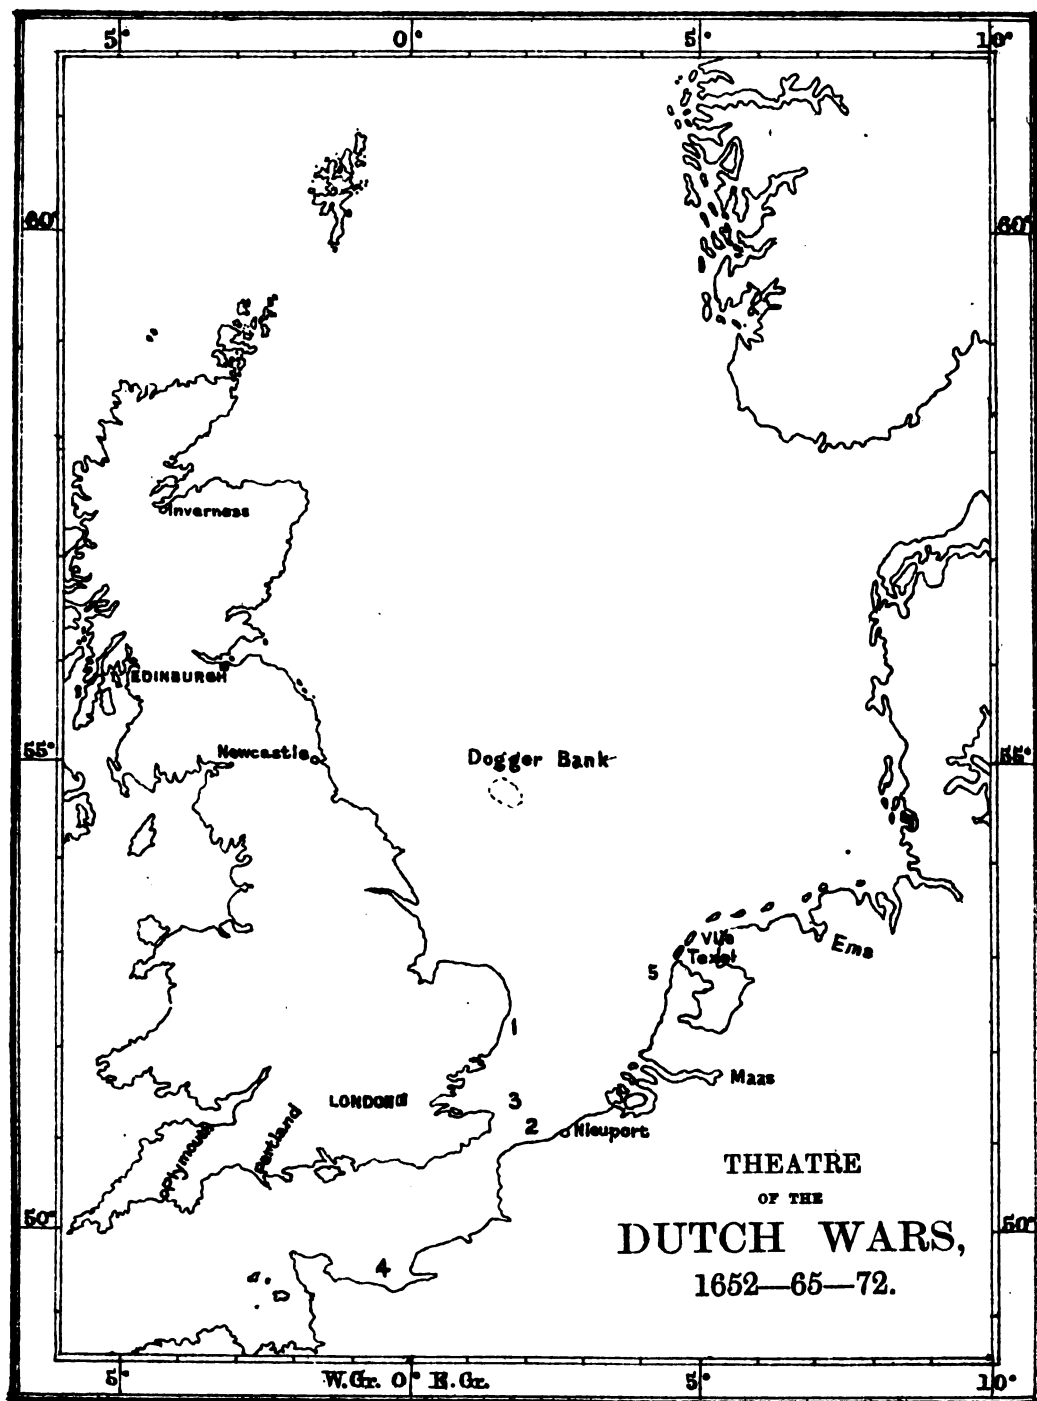 5° 0° 5° 10°
60° 60°
Inverness
EDINBURGH
Newcastle
Dogger Bank
55° 55°
Vlie
Texel
Ems
5
1
Maas
LONDON
3
2
Nieuport
Plymouth
Portland
THEATRE
OF THE
DUTCH WARS,
1652—65—72.
50° 50°
4
5° W.Gr. 0° E.Gr. 5° 10°